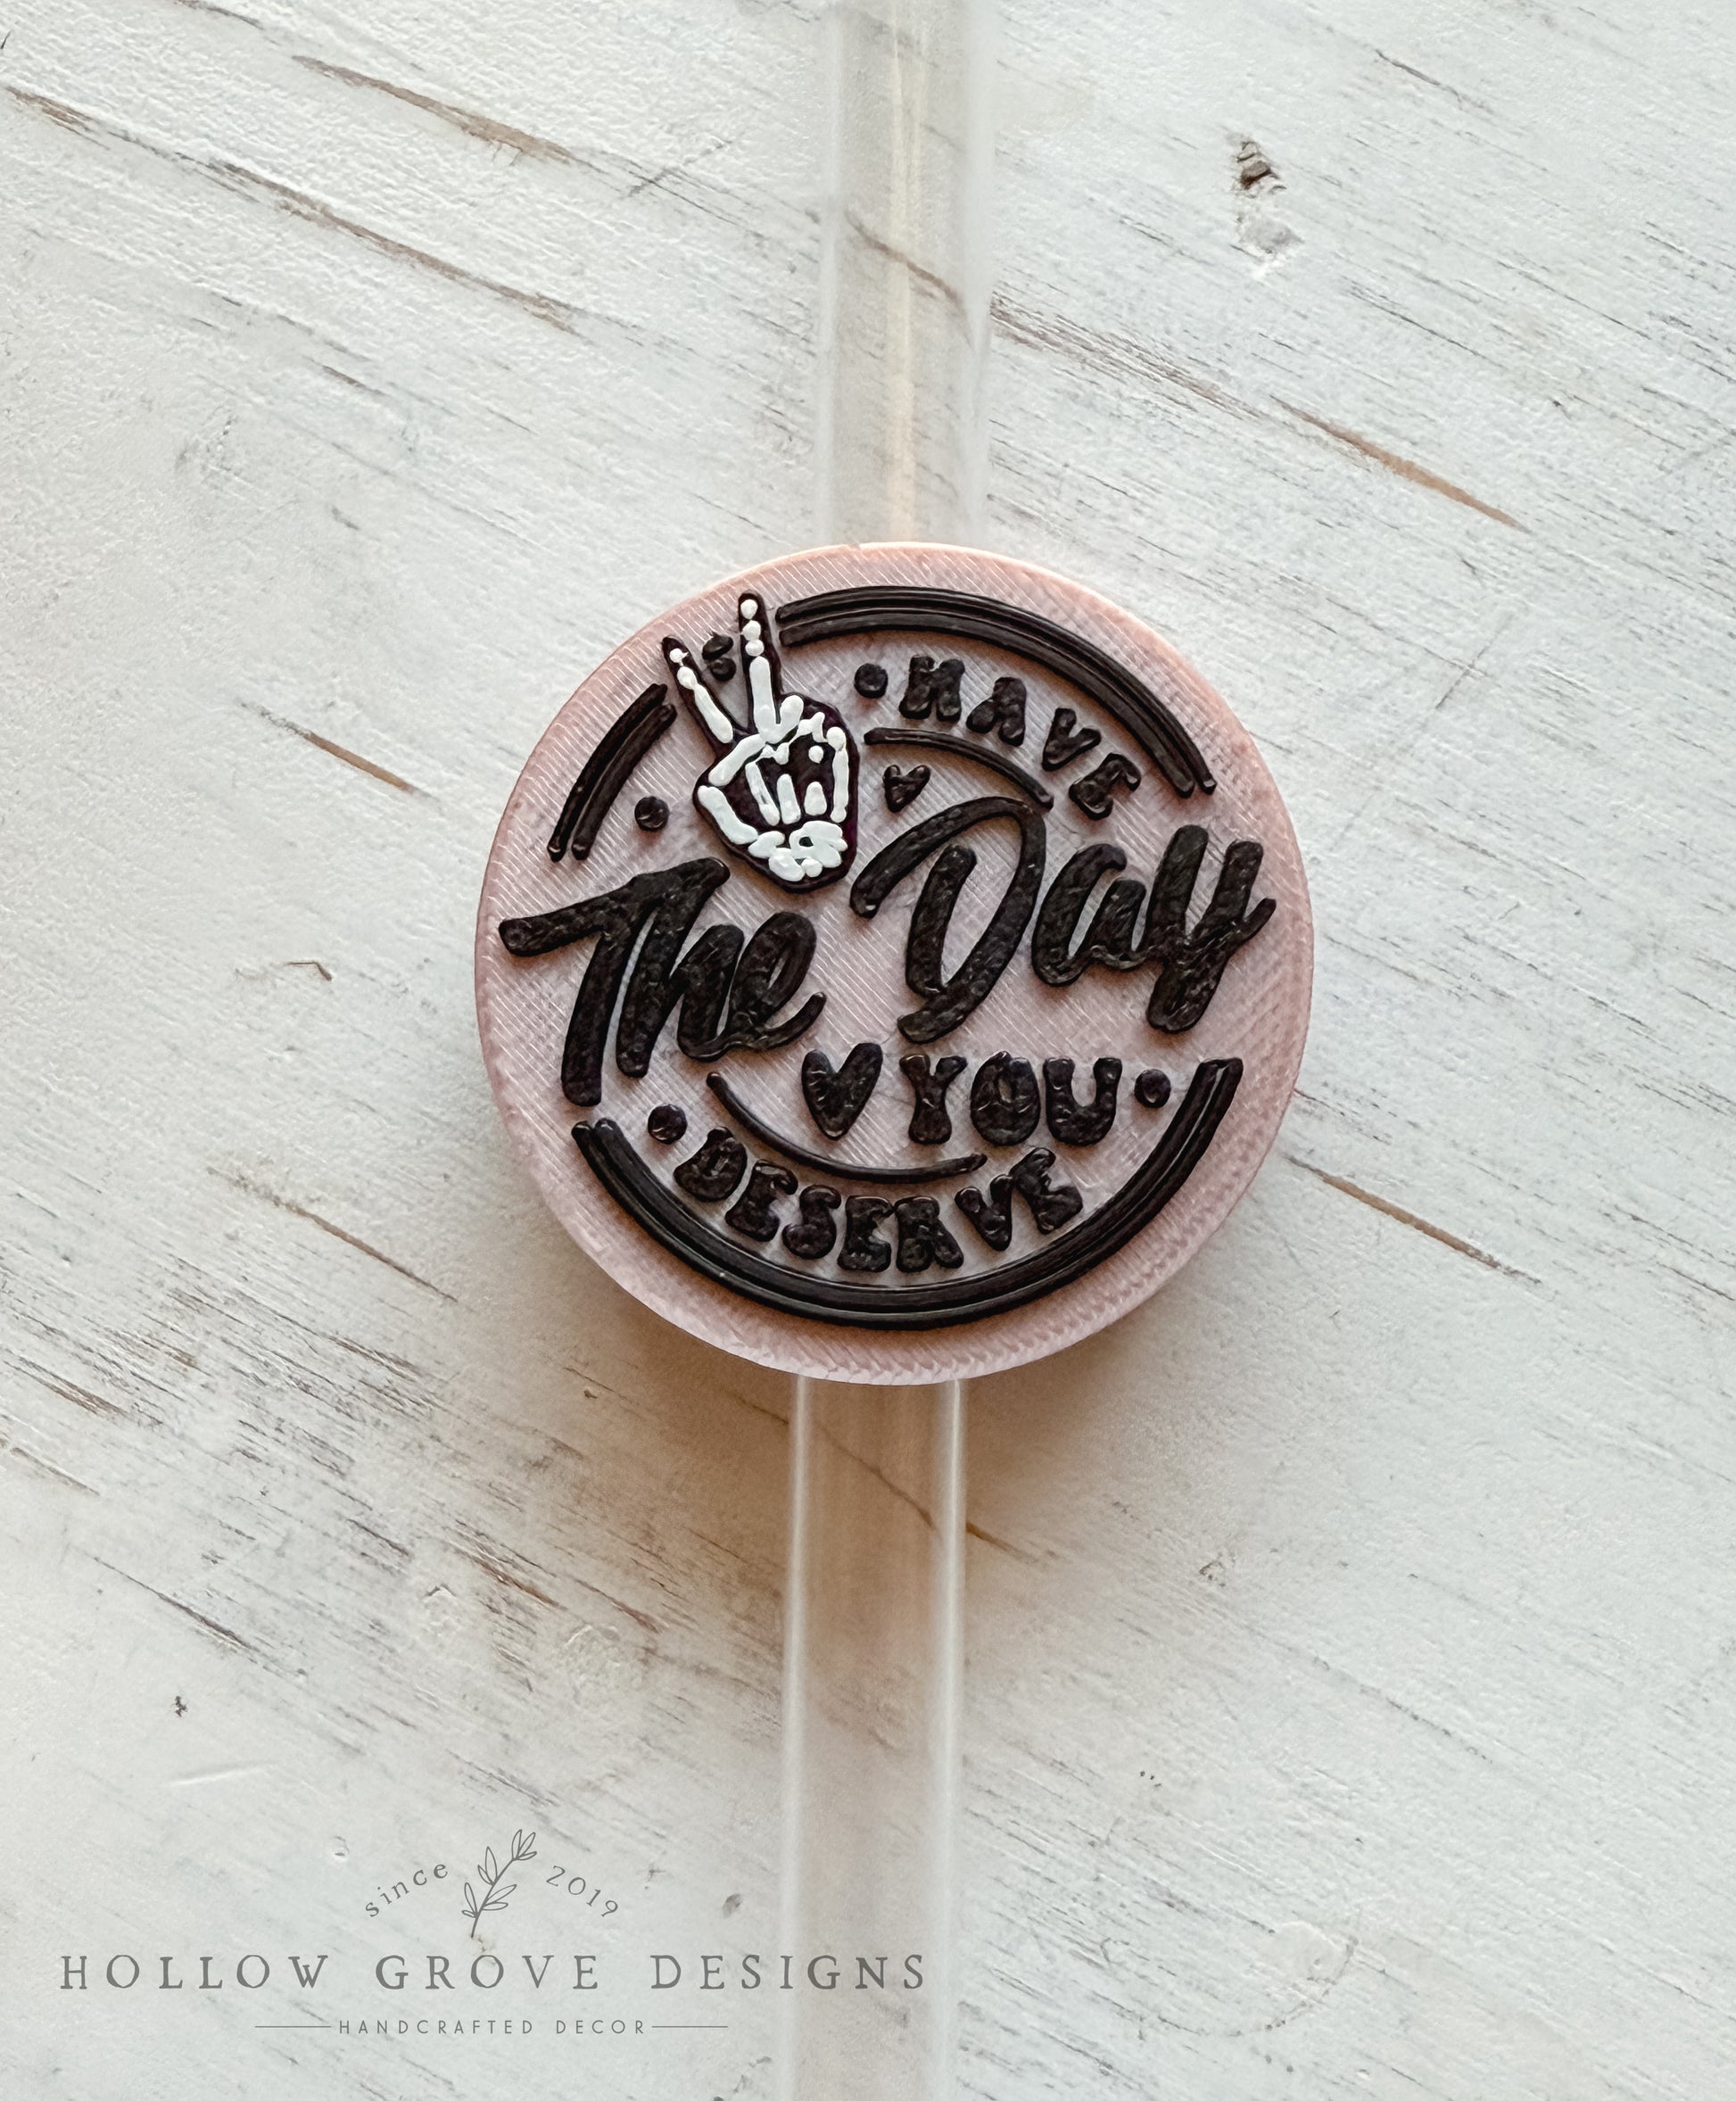 HAVE
The Day
YOU
DESERVE
since 2019
HOLLOW GROVE DESIGNS
HANDCRAFTED DECOR